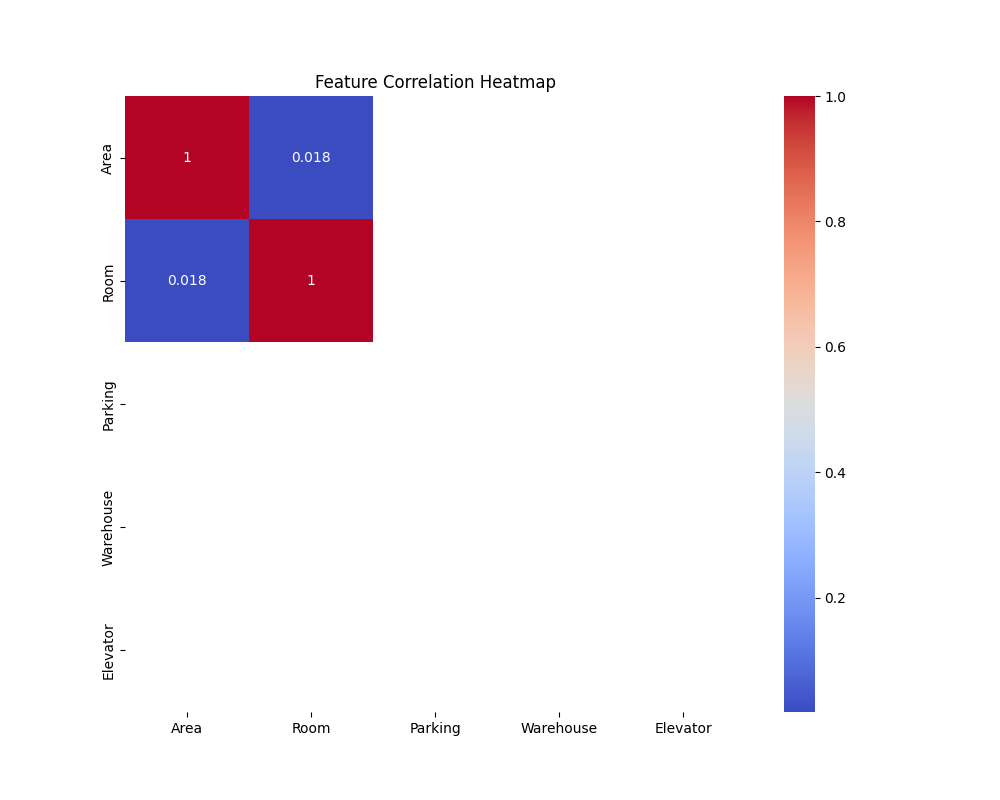 Feature Correlation Heatmap
Area
Room
Parking
Warehouse
Elevator
1
0.018
0.018
1
Area
Room
Parking
Warehouse
Elevator
1.0
0.8
0.6
0.4
0.2